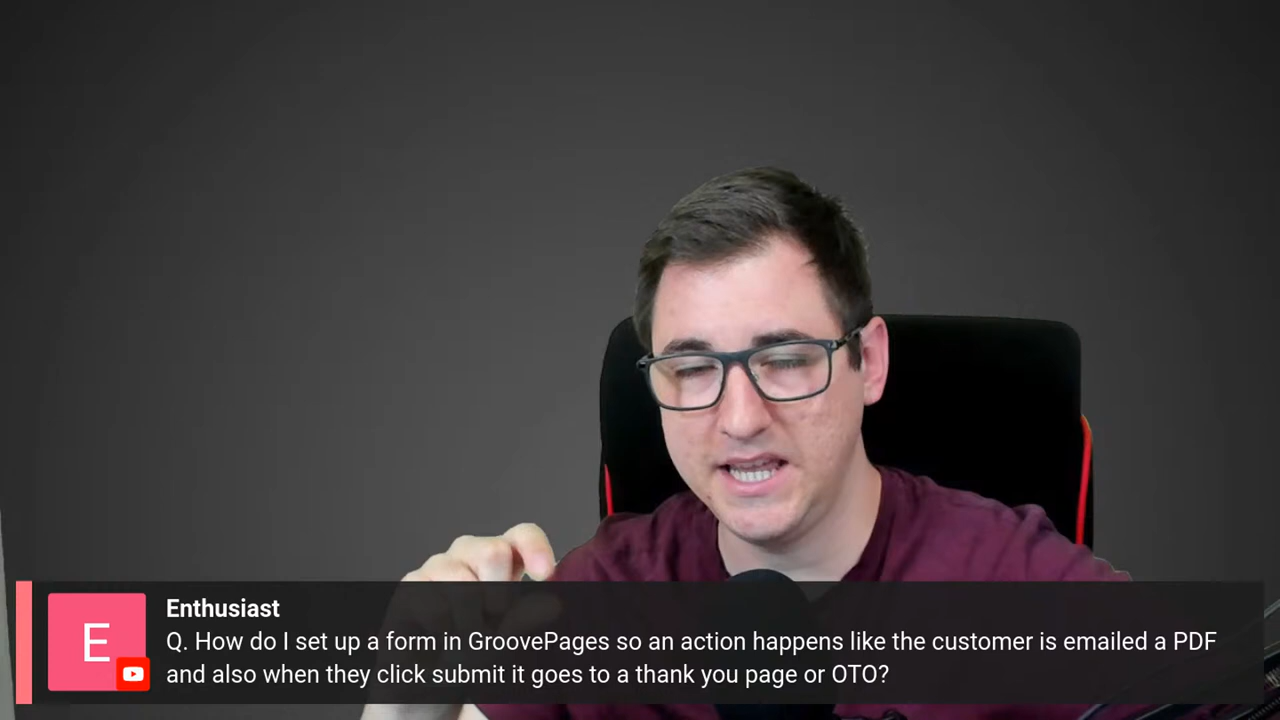 Enthusiast
E
Q. How do I set up a form in GroovePages so an action happens like the customer is emailed a PDF
and also when they click submit it goes to a thank you page or OTO?